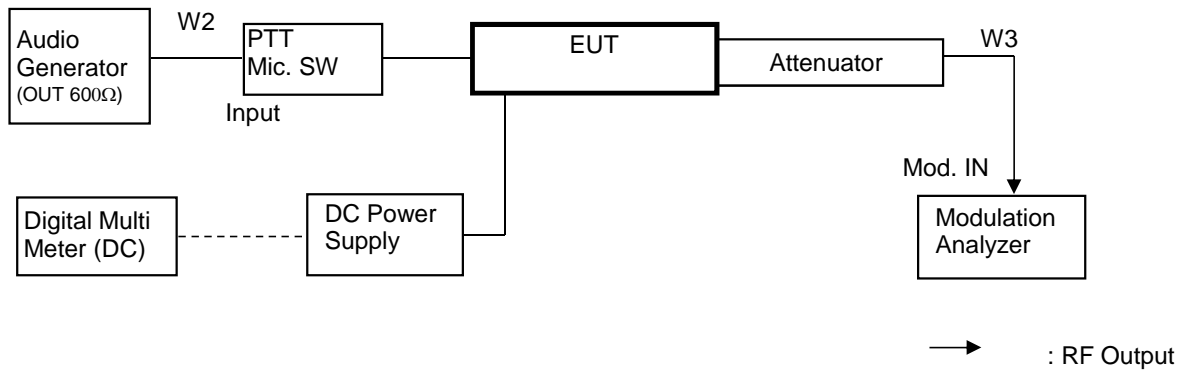 W2
Audio
Generator
(OUT 600Ω)
PTT
Mic. SW
Input
EUT
Attenuator
W3
Mod. IN
Digital Multi
Meter (DC)
DC Power
Supply
Modulation
Analyzer
: RF Output